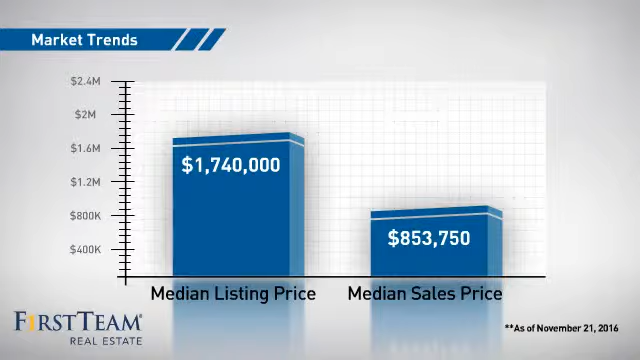 Market Trends
$2.4M
$2M
$1.6M
$1.2M
$800K
$400K
$1,740,000
$853,750
Median Listing Price
Median Sales Price
FIRSTTEAM®
REAL ESTATE
**As of November 21, 2016